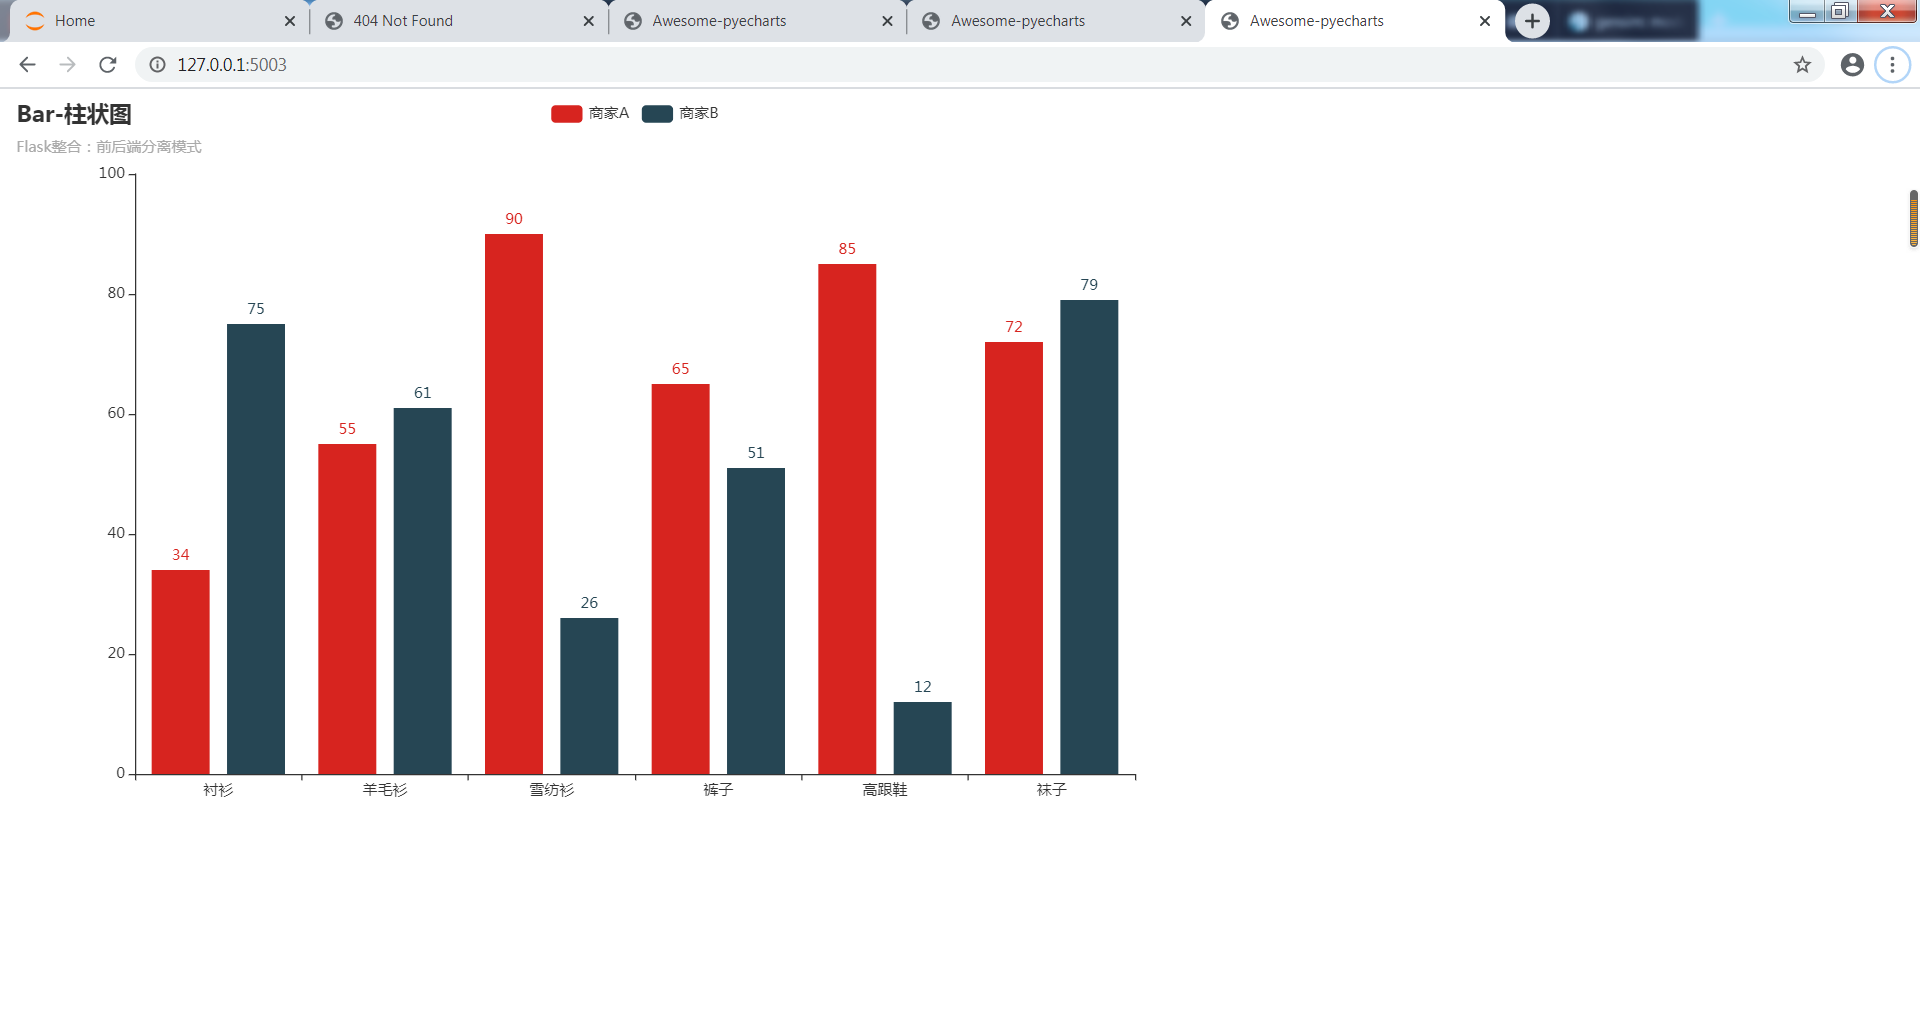 Home
404 Not Found
Awesome-pyecharts
Awesome-pyecharts
Awesome-pyecharts
127.0.0.1:5003
Bar-柱状图
商家A
商家B
Flask整合：前后端分离模式
100
80
60
40
20
0
34
75
55
61
90
26
65
51
85
12
72
79
衬衫
羊毛衫
雪纺衫
裤子
高跟鞋
袜子